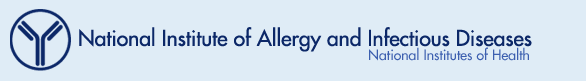 National Institute of Allergy and Infectious Diseases
National Institutes of Health